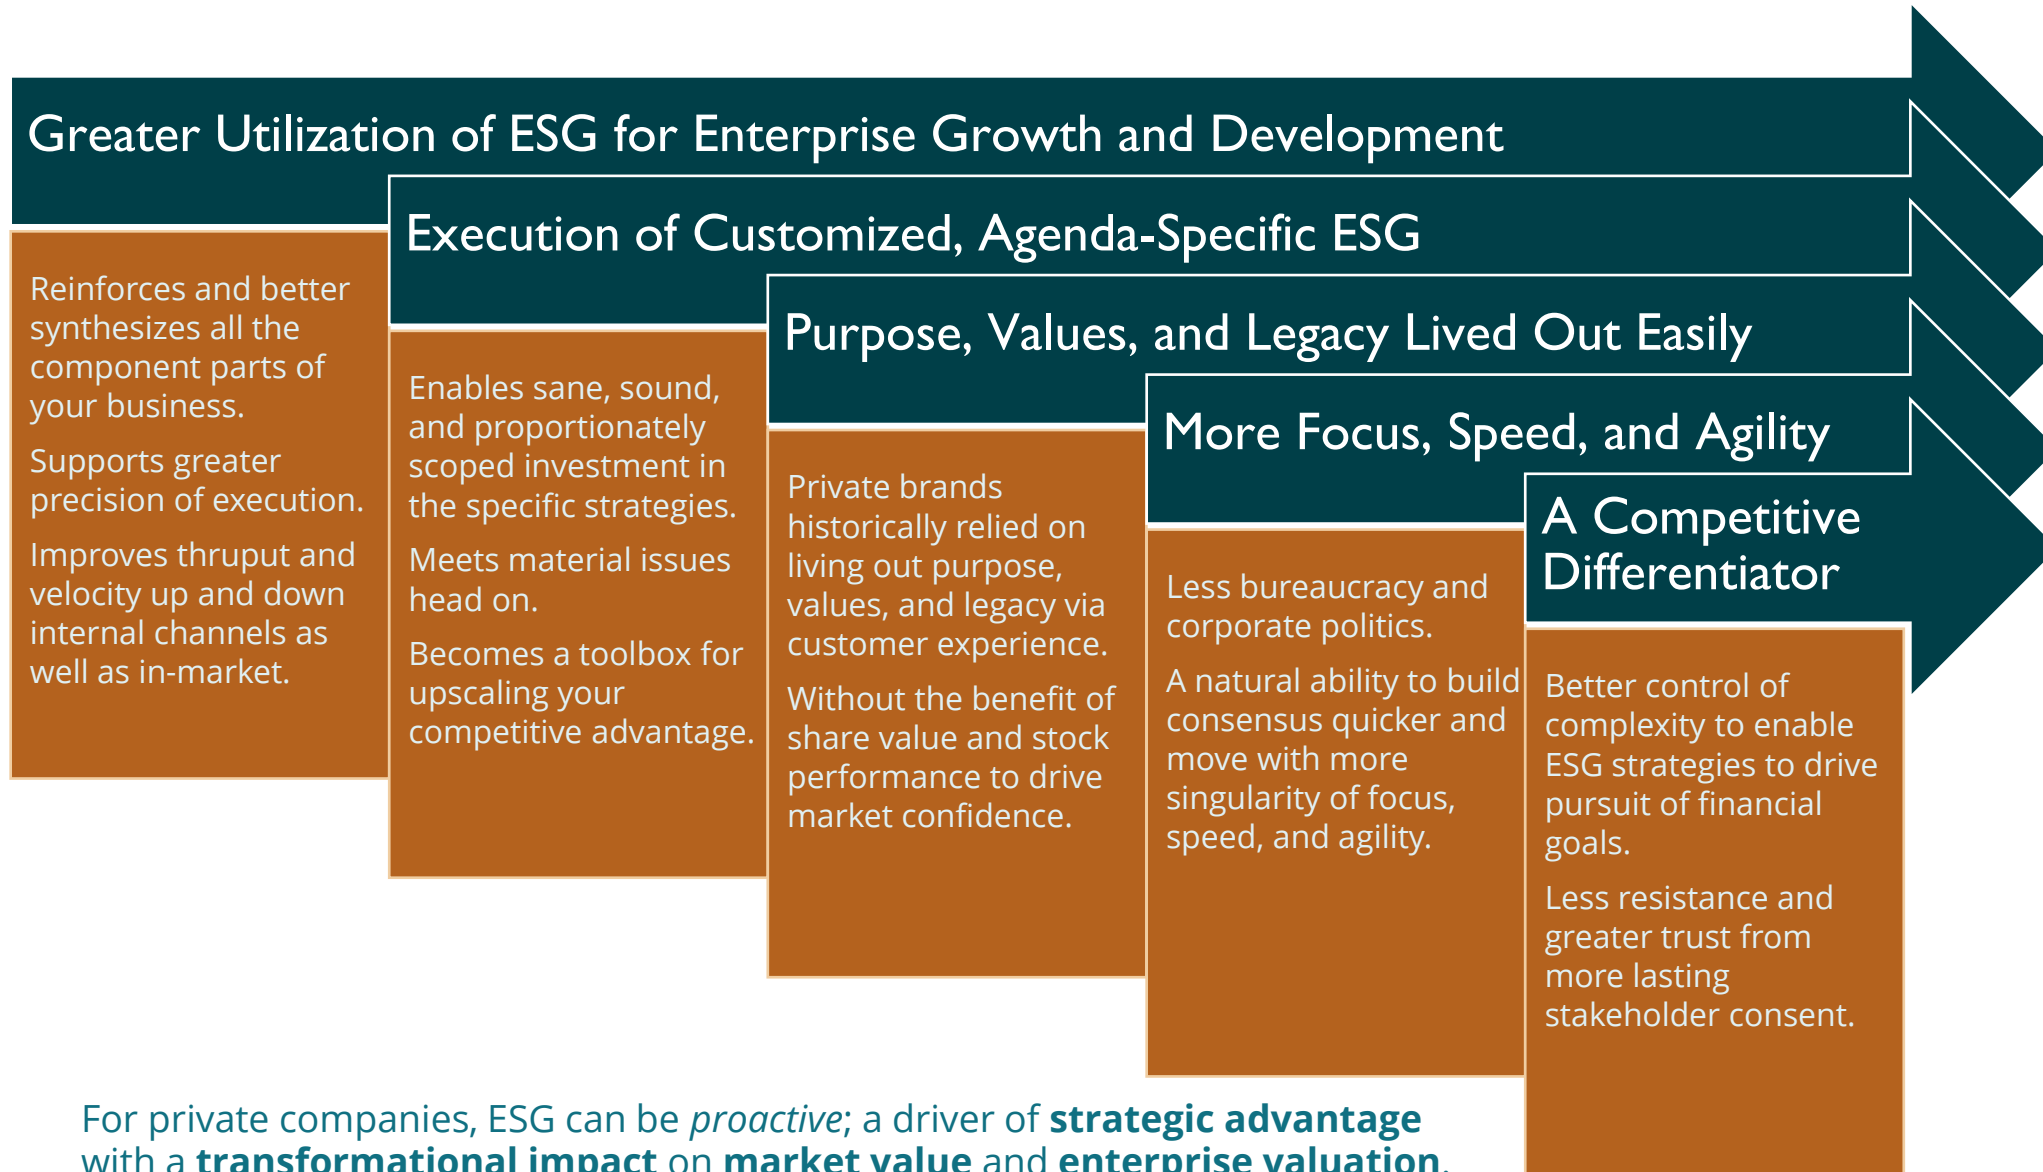 Greater Utilization of ESG for Enterprise Growth and Development
Reinforces and better
synthesizes all the
component parts of
your business.
Supports greater
precision of execution.
Improves thruput and
velocity up and down
internal channels as
well as in-market.
Execution of Customized, Agenda-Specific ESG
Enables sane, sound,
and proportionately
scoped investment in
the specific strategies.
Meets material issues
head on.
Becomes a toolbox for
upscaling your
competitive advantage.
Purpose, Values, and Legacy Lived Out Easily
Private brands
historically relied on
living out purpose,
values, and legacy via
customer experience.
Without the benefit of
share value and stock
performance to drive
market confidence.
More Focus, Speed, and Agility
Less bureaucracy and
corporate politics.
A natural ability to build
consensus quicker and
move with more
singularity of focus,
speed, and agility.
A Competitive
Differentiator
Better control of
complexity to enable
ESG strategies to drive
pursuit of financial
goals.
Less resistance and
greater trust from
more lasting
stakeholder consent.
For private companies, ESG can be proactive; a driver of strategic advantage
with a transformational impact on market value and enterprise valuation.